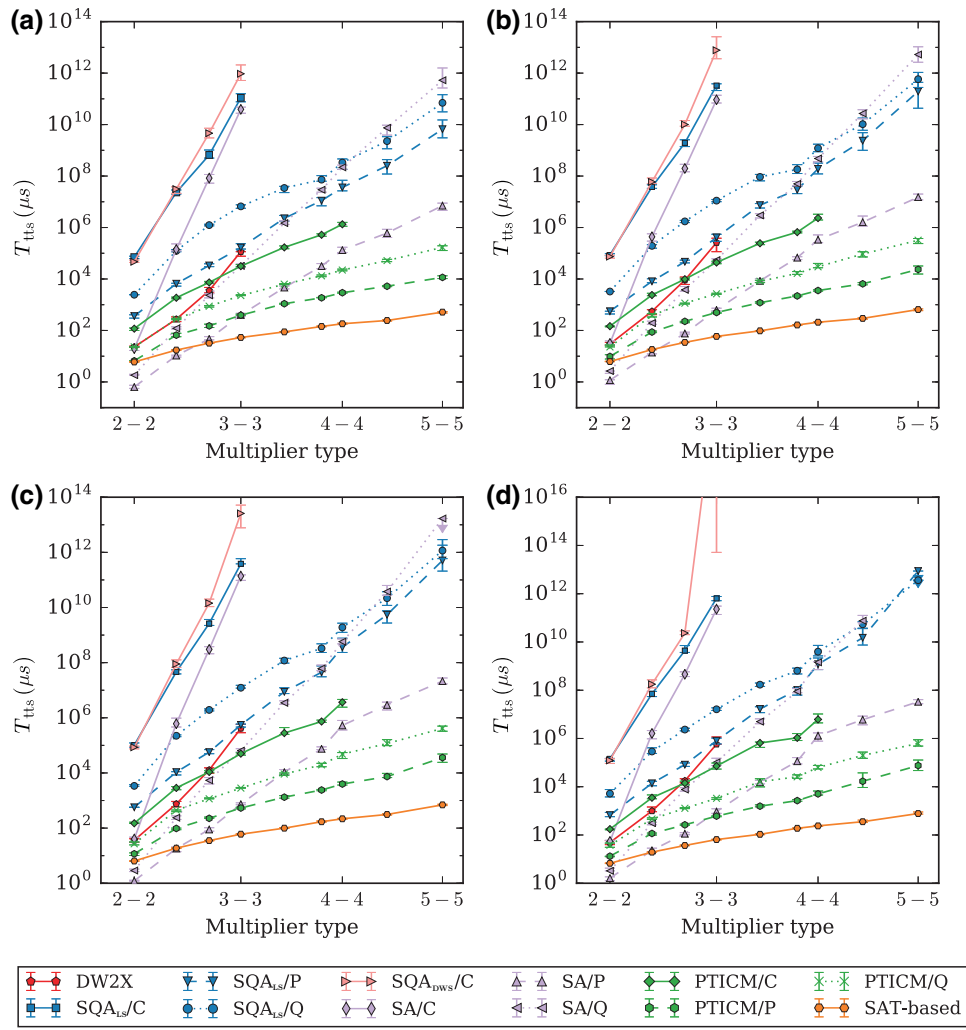 (a)
T_tts (μs)
10^14
10^12
10^10
10^8
10^6
10^4
10^2
10^0
2 − 2
3 − 3
4 − 4
5 − 5
Multiplier type
(b)
T_tts (μs)
10^14
10^12
10^10
10^8
10^6
10^4
10^2
10^0
2 − 2
3 − 3
4 − 4
5 − 5
Multiplier type
(c)
T_tts (μs)
10^14
10^12
10^10
10^8
10^6
10^4
10^2
10^0
2 − 2
3 − 3
4 − 4
5 − 5
Multiplier type
(d)
T_tts (μs)
10^16
10^14
10^12
10^10
10^8
10^6
10^4
10^2
10^0
2 − 2
3 − 3
4 − 4
5 − 5
Multiplier type
DW2X
SQA_LS/C
SQA_LS/P
SQA_LS/Q
SQA_DWS/C
SA/C
SA/P
SA/Q
PTICM/C
PTICM/P
PTICM/Q
SAT-based